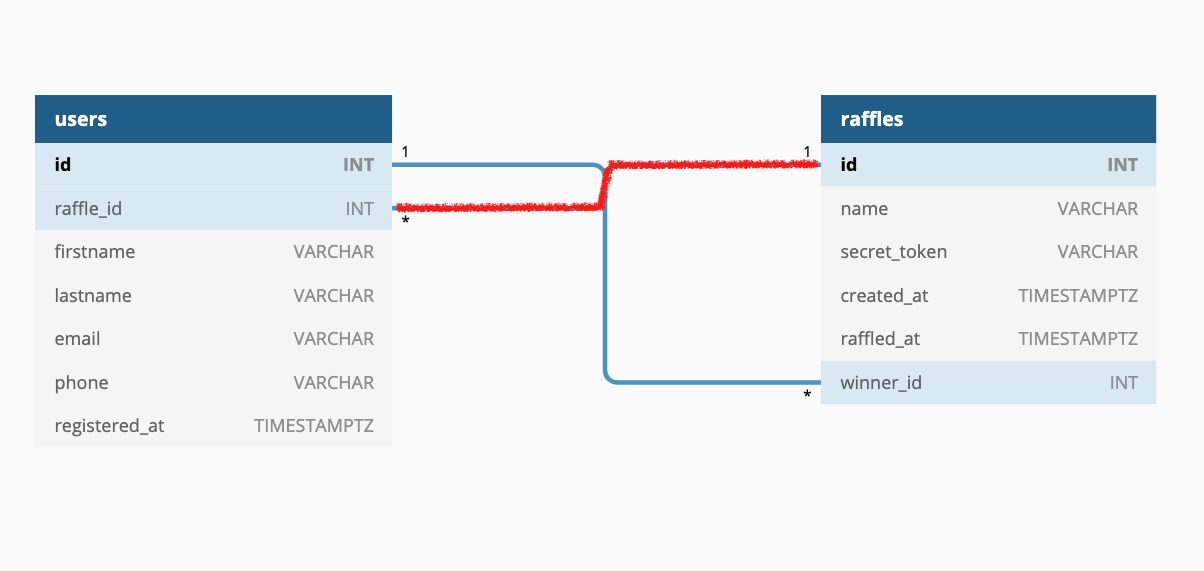 users
id INT
raffle_id INT
firstname VARCHAR
lastname VARCHAR
email VARCHAR
phone VARCHAR
registered_at TIMESTAMPTZ
1
*
1
*
raffles
id INT
name VARCHAR
secret_token VARCHAR
created_at TIMESTAMPTZ
raffled_at TIMESTAMPTZ
winner_id INT